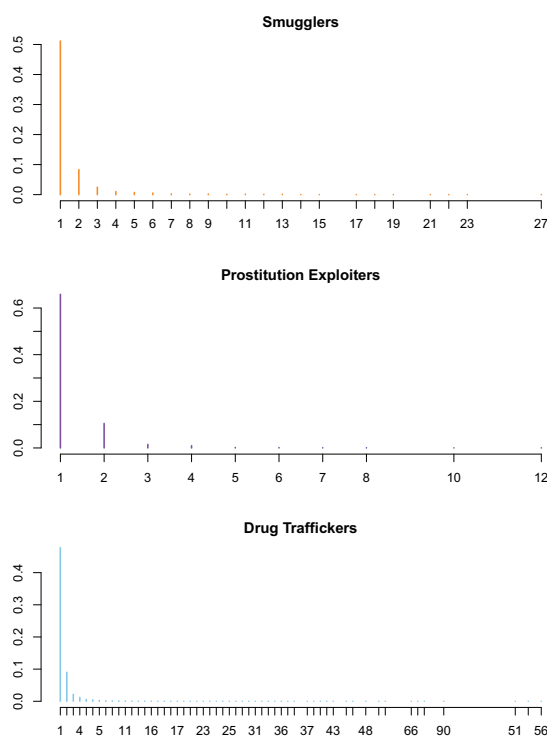 Smugglers
0.0 0.1 0.2 0.3 0.4 0.5
1 2 3 4 5 6 7 8 9 11 13 15 17 19 21 23 27
Prostitution Exploiters
0.0 0.2 0.4 0.6
1 2 3 4 5 6 7 8 10 12
Drug Traffickers
0.0 0.1 0.2 0.3 0.4
1 4 5 11 16 17 23 25 31 36 37 43 48 66 90 51 56